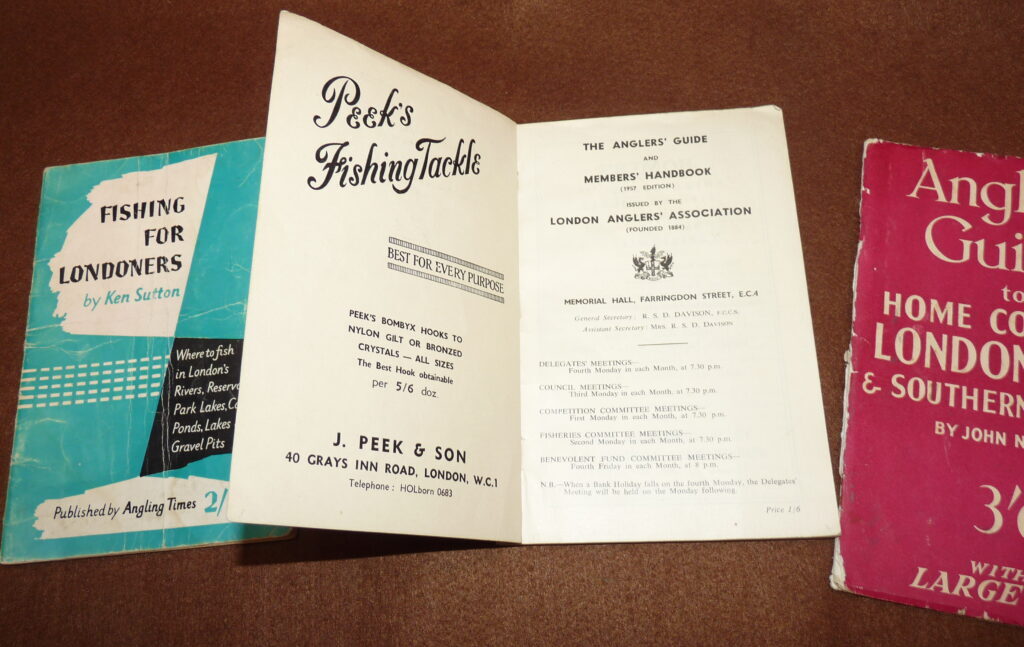 FISHING
FOR
LONDONERS
by Ken Sutton
Where to fish
in London's
Rivers,
Park Lakes,
Ponds, Lakes
Gravel Pits
Published by Angling Times 2/
Peek's
Fishing Tackle
BEST FOR EVERY PURPOSE
PEEK'S BOMBYX HOOKS TO
NYLON GILT OR BRONZED
CRYSTALS — ALL SIZES
The Best Hook obtainable
per 5/6 doz
J. PEEK & SON
40 GRAYS INN ROAD, LONDON, W.C.1
Telephone : HOLborn 0683
THE ANGLERS' GUIDE
AND
MEMBERS' HANDBOOK
(1957 EDITION)
ISSUED BY THE
LONDON ANGLERS' ASSOCIATION
(FOUNDED 1884)
MEMORIAL HALL, FARRINGDON STREET, E.C.4
General Secretary: R. S. D. DAVISON, F.C.C.S.
Assistant Secretary: MRS. R. S. D. DAVISON
DELEGATES' MEETINGS—
Fourth Monday in each Month, at 7.30 p.m.
COUNCIL MEETINGS—
Third Monday in each Month, at 7.30 p.m.
COMPETITION COMMITTEE MEETINGS—
First Monday in each Month, at 7.30 p.m.
FISHERIES COMMITTEE MEETINGS—
Second Monday in each Month, at 7.30 p.m.
BENEVOLENT FUND COMMITTEE MEETINGS—
Fourth Friday in each Month, at 8 p.m.
N.B.—When a Bank Holiday falls on the fourth Monday, the Delegates'
Meeting will be held on the Monday following.
Price 1/6
Angl
Gui
to
HOME CO
LONDON
& SOUTHERN
BY JOHN N
3/
WITH
LARGE